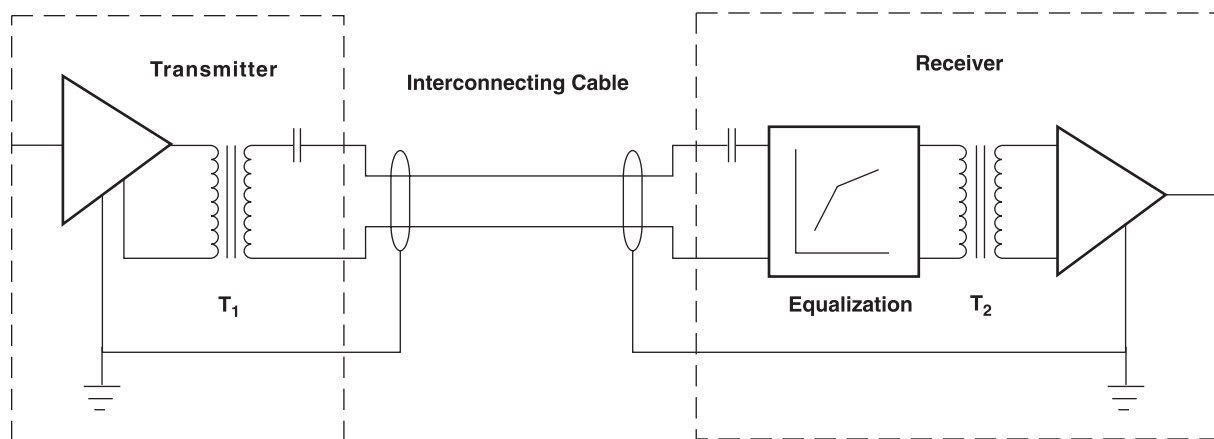 Transmitter
Interconnecting Cable
Receiver
T1
Equalization
T2